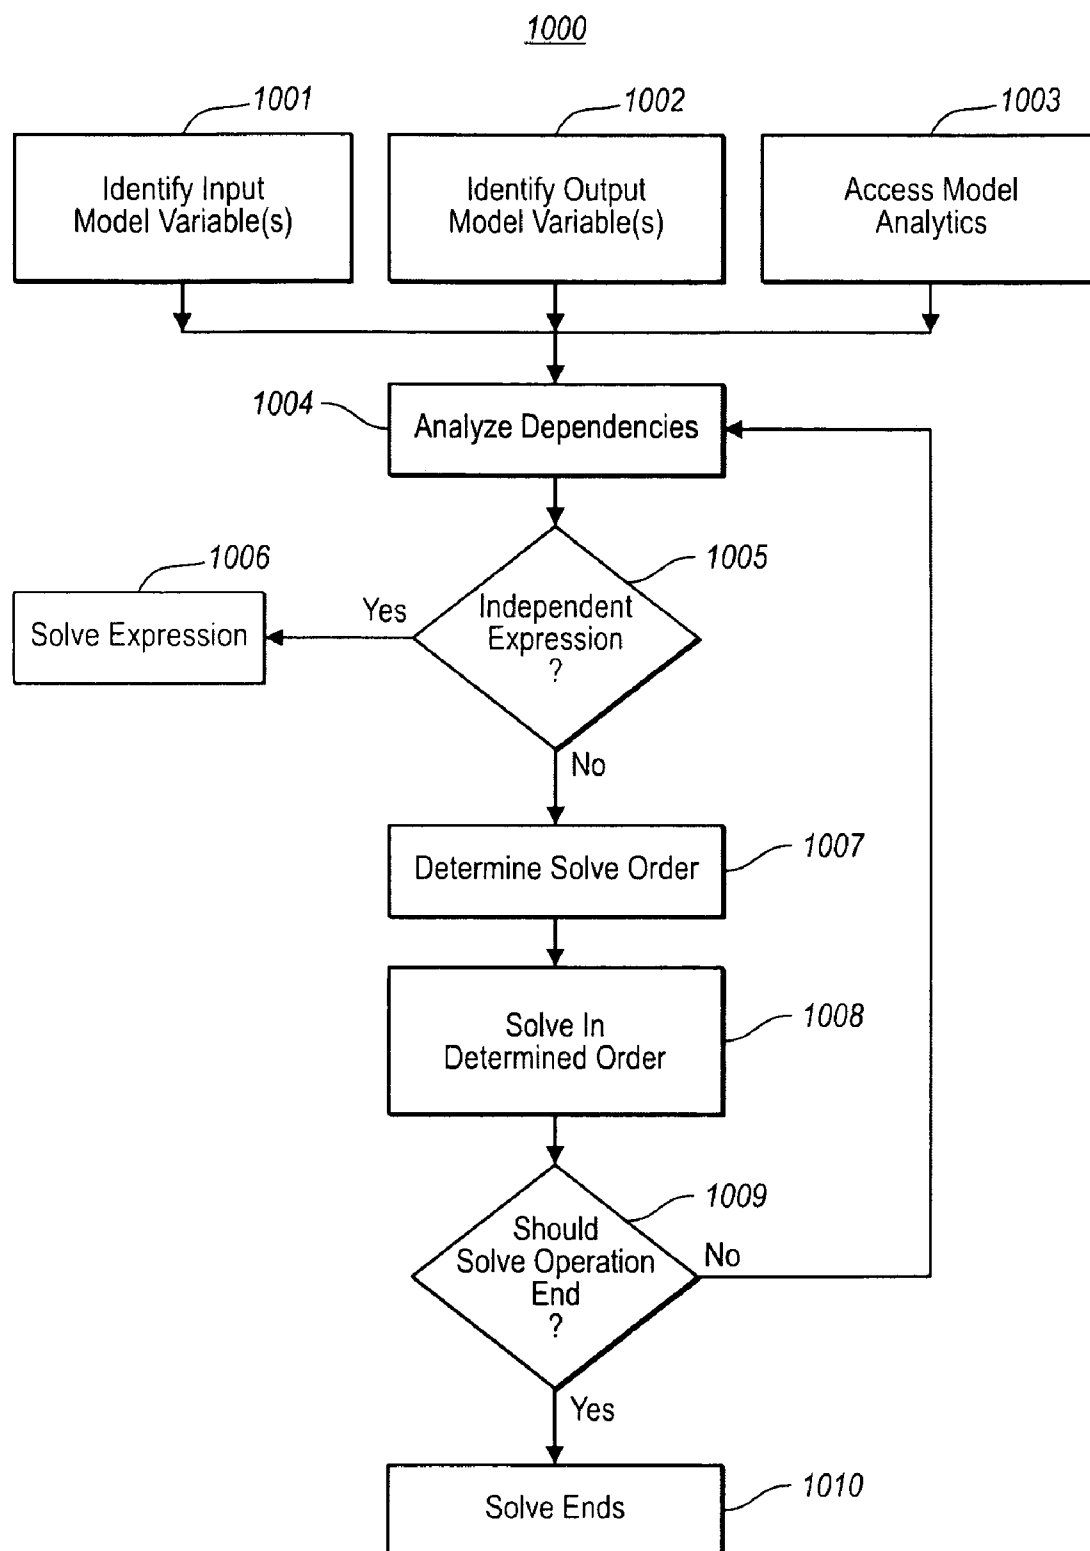 1000
1001
1002
1003
Identify Input
Model Variable(s)
Identify Output
Model Variable(s)
Access Model
Analytics
1004
Analyze Dependencies
1005
1006
Yes
Independent
Expression
?
Solve Expression
No
1007
Determine Solve Order
1008
Solve In
Determined Order
1009
Should
Solve Operation
End
?
No
Yes
1010
Solve Ends